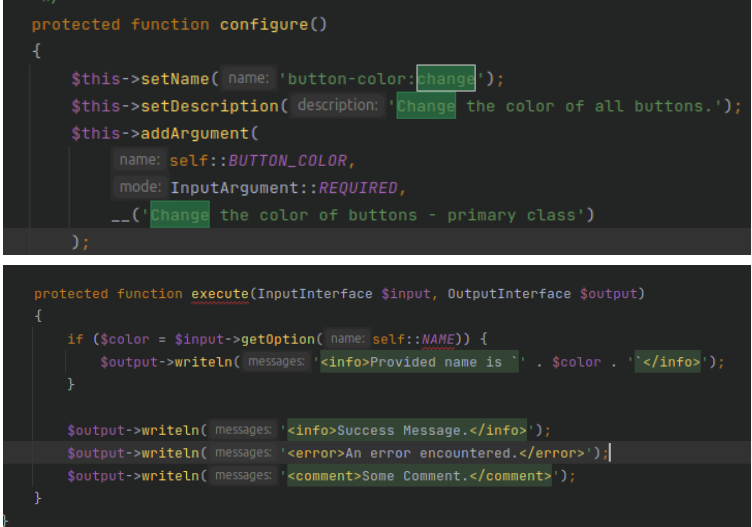 protected function configure()
{
$this->setName( name: 'button-color:change');
$this->setDescription( description: 'Change the color of all buttons.');
$this->addArgument(
name: self::BUTTON_COLOR,
mode: InputArgument::REQUIRED,
__('Change the color of buttons - primary class')
);
protected function execute(InputInterface $input, OutputInterface $output)
{
if ($color = $input->getOption( name: self::NAME)) {
$output->writeln( messages: '<info>Provided name is `' . $color . '`</info>');
}
$output->writeln( messages: '<info>Success Message.</info>');
$output->writeln( messages: '<error>An error encountered.</error>');
$output->writeln( messages: '<comment>Some Comment.</comment>');
}
}